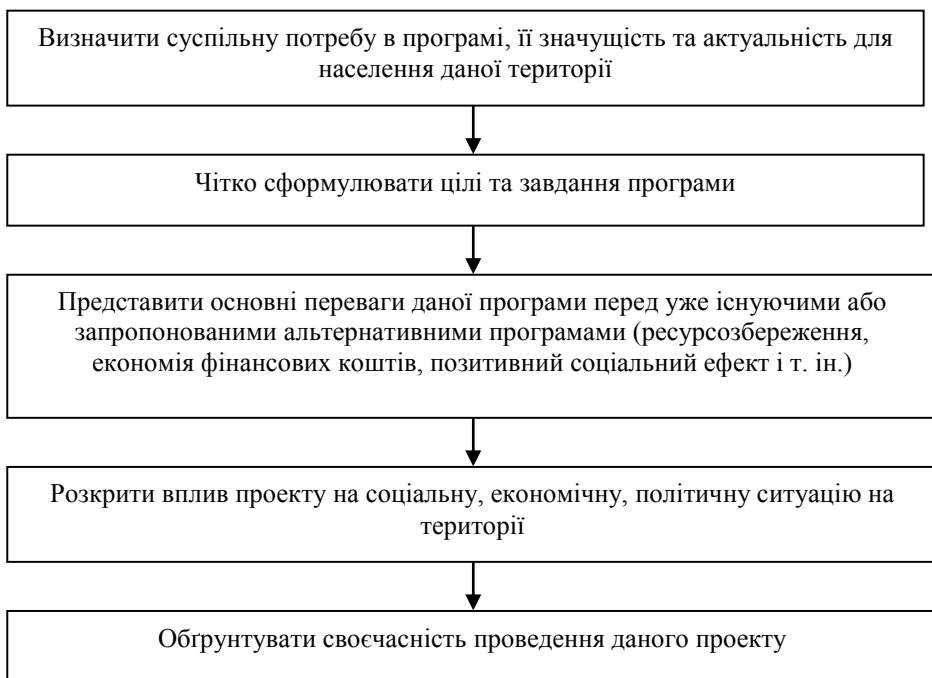 Визначити суспільну потребу в програмі, її значущість та актуальність для
населення даної території
Чітко сформулювати цілі та завдання програми
Представити основні переваги даної програми перед уже існуючими або
запропонованими альтернативними програмами (ресурсозбереження,
економія фінансових коштів, позитивний соціальний ефект і т. ін.)
Розкрити вплив проекту на соціальну, економічну, політичну ситуацію на
території
Обґрунтувати своєчасність проведення даного проекту